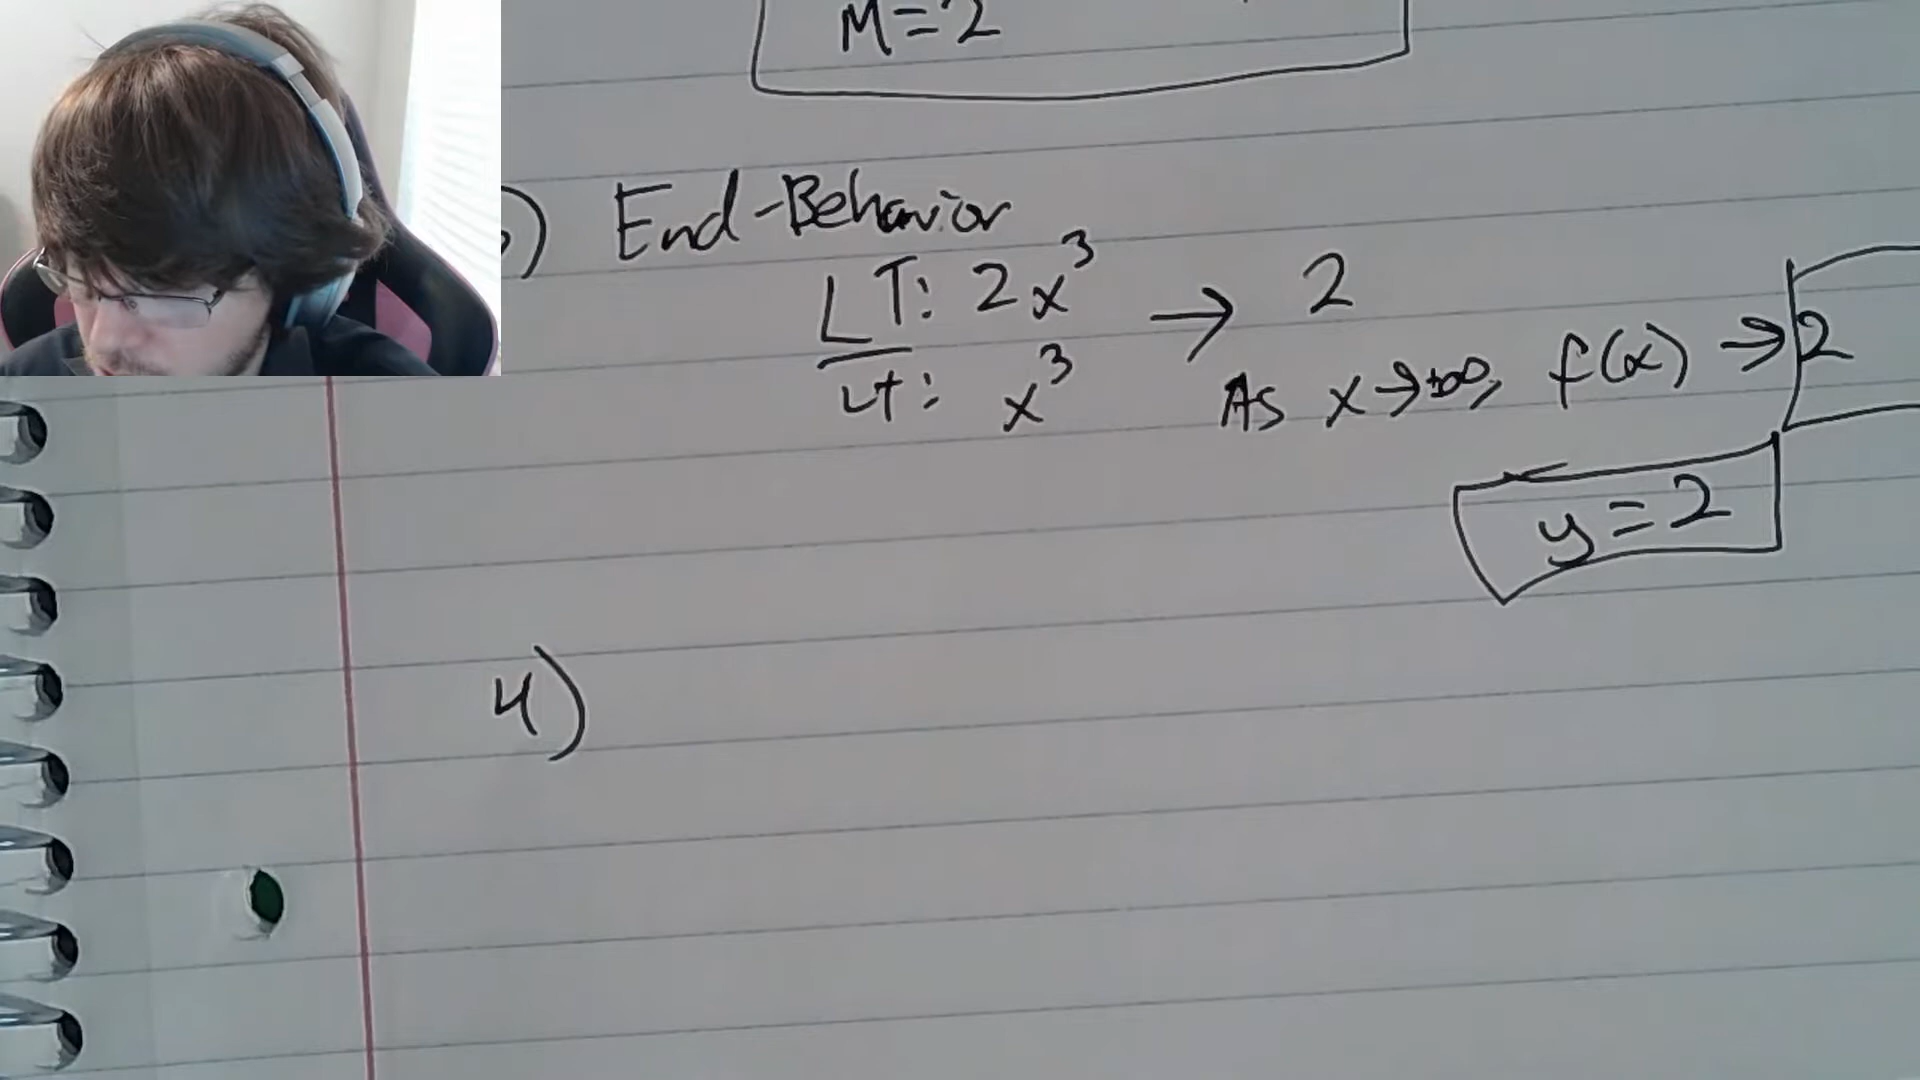 M=2
) End-Behavior
LT: 2x³ → 2
LT: x³ As x→±∞, f(x) → 2
y=2
4)